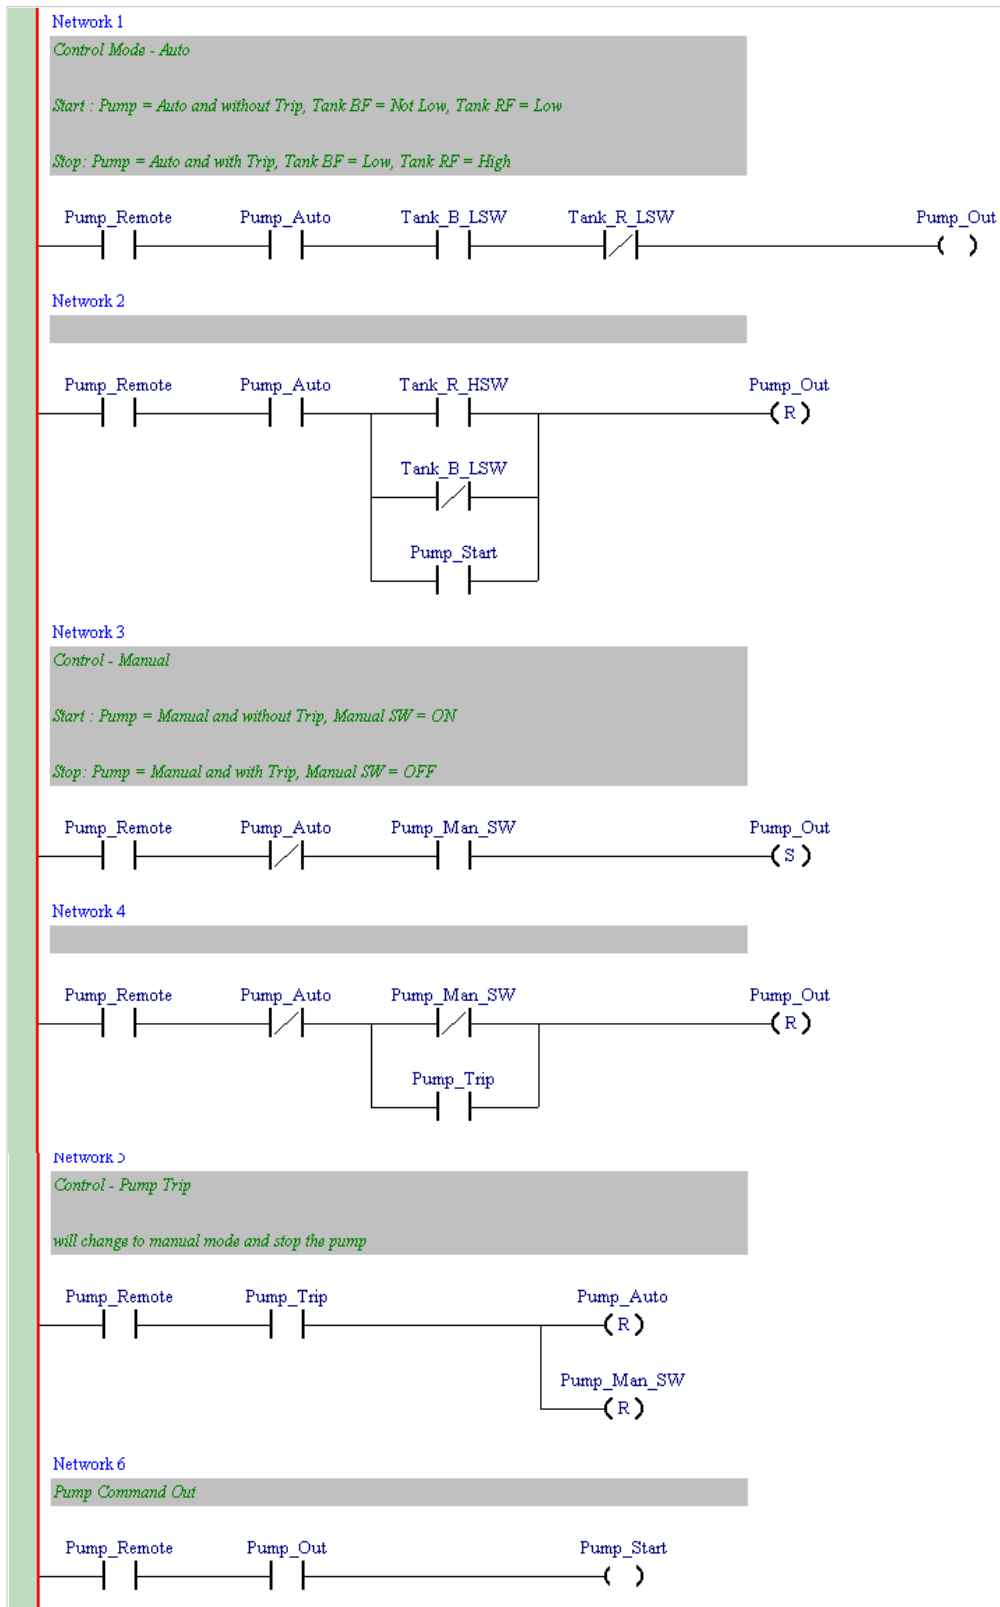 Network 1
Control Mode - Auto
Start : Pump = Auto and without Trip, Tank BF = Not Low, Tank RF = Low
Stop: Pump = Auto and with Trip, Tank BF = Low, Tank RF = High
Pump_Remote Pump_Auto Tank_B_LSW Tank_R_LSW Pump_Out
Network 2
Pump_Remote Pump_Auto Tank_R_HSW Pump_Out
R
Tank_B_LSW
Pump_Start
Network 3
Control - Manual
Start : Pump = Manual and without Trip, Manual SW = ON
Stop: Pump = Manual and with Trip, Manual SW = OFF
Pump_Remote Pump_Auto Pump_Man_SW Pump_Out
S
Network 4
Pump_Remote Pump_Auto Pump_Man_SW Pump_Out
R
Pump_Trip
Network 5
Control - Pump Trip
will change to manual mode and stop the pump
Pump_Remote Pump_Trip Pump_Auto
R
Pump_Man_SW
R
Network 6
Pump Command Out
Pump_Remote Pump_Out Pump_Start